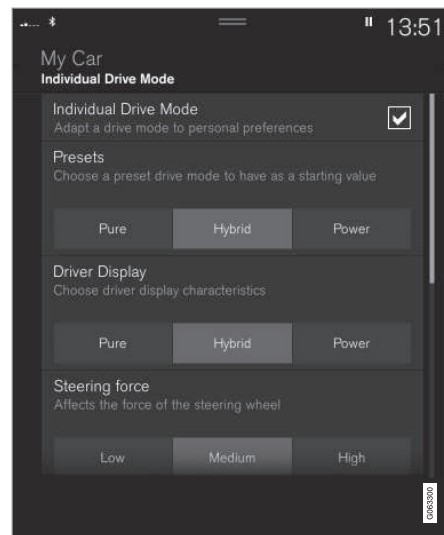 13:51
My Car
Individual Drive Mode
Individual Drive Mode
Adapt a drive mode to personal preferences
Presets
Choose a preset drive mode to have as a starting value
Pure Hybrid Power
Driver Display
Choose driver display characteristics
Pure Hybrid Power
Steering force
Affects the force of the steering wheel
Low Medium High
G063300